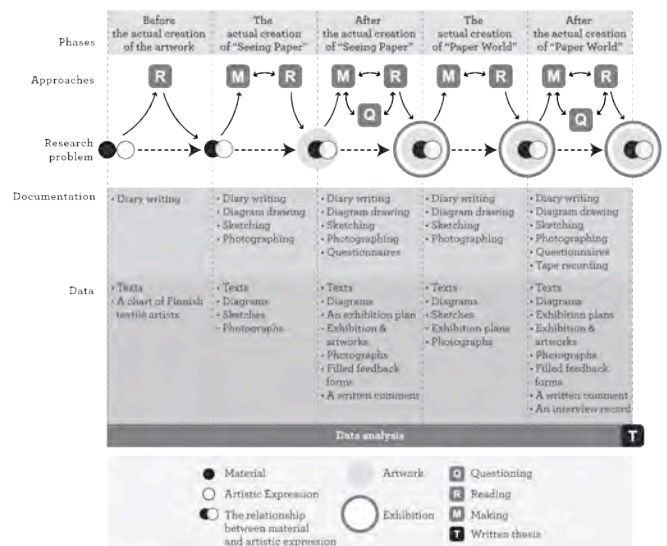 Phases
Before
the actual creation
of the artwork
The
actual creation
of "Seeing Paper"
After
the actual creation
of "Seeing Paper"
The
actual creation
of "Paper World"
After
the actual creation
of "Paper World"
Approaches
R
M R
M R
Q
M R
M R
Q
Research
problem
Documentation
• Diary writing
• Diary writing
• Diagram drawing
• Sketching
• Photographing
• Diary writing
• Diagram drawing
• Sketching
• Photographing
• Questionnaires
• Diary writing
• Diagram drawing
• Sketching
• Photographing
• Diary writing
• Diagram drawing
• Sketching
• Photographing
• Questionnaires
• Tape recording
Data
• Texts
• A chart of Finnish
textile artists
• Texts
• Diagrams
• Sketches
• Photographs
• Texts
• Diagrams
• An exhibition plan
• Exhibition &
artworks
• Photographs
• Filled feedback
forms
• A written comment
• Texts
• Diagrams
• Sketches
• Exhibition plans
• Photographs
• Texts
• Diagrams
• Exhibition plans
• Exhibition &
artworks
• Photographs
• Filled feedback
forms
• A written comment
• An interview record
Data analysis
T
Material
Artistic Expression
The relationship
between material
and artistic expression
Artwork
Exhibition
Q Questioning
R Reading
M Making
T Written thesis